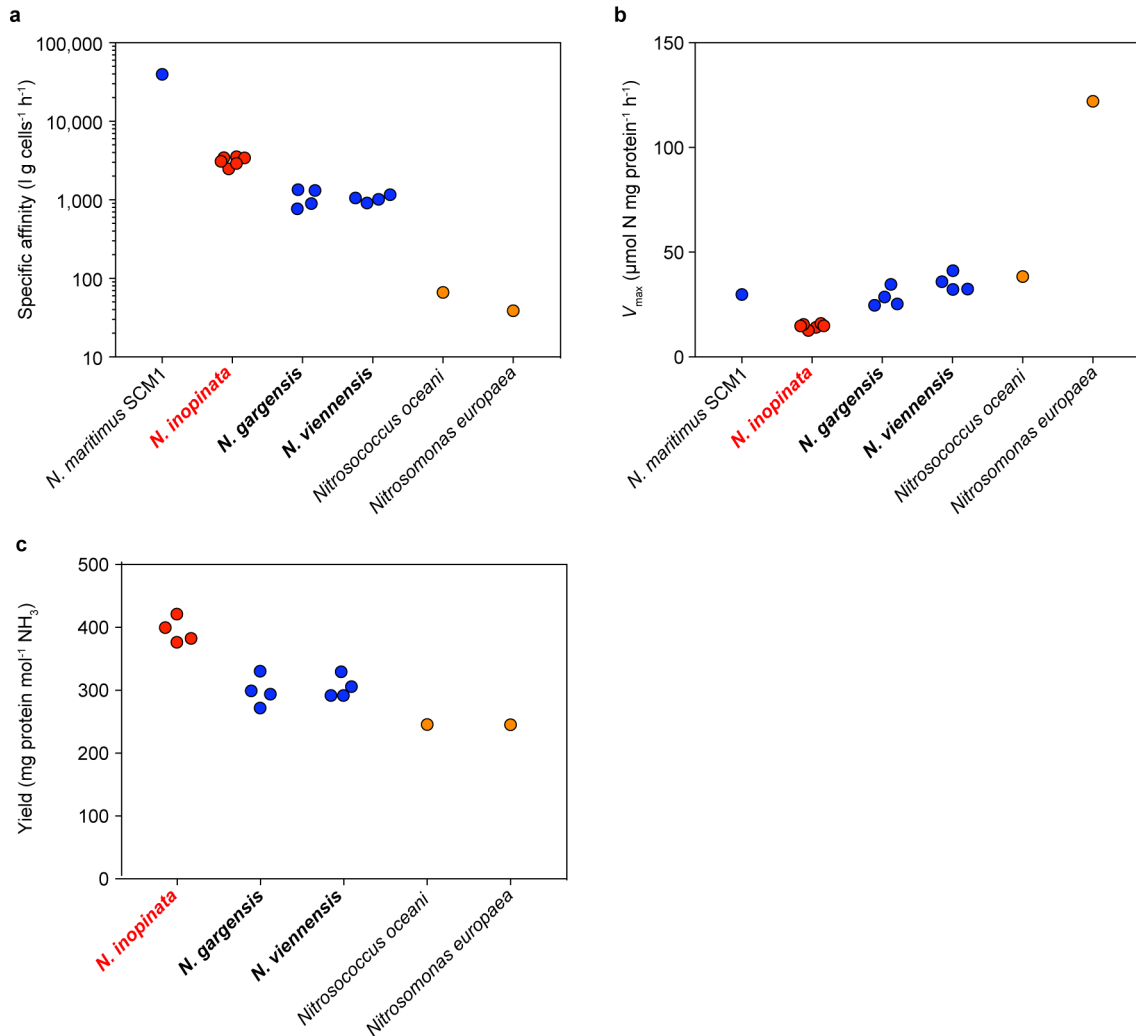 a
100,000
10,000
1,000
100
10
Specific affinity (l g cells⁻¹ h⁻¹)
N. maritimus SCM1
N. inopinata
N. gargensis
N. viennensis
Nitrosococcus oceani
Nitrosomonas europaea
b
150
100
50
0
Vmax (µmol N mg protein⁻¹ h⁻¹)
N. maritimus SCM1
N. inopinata
N. gargensis
N. viennensis
Nitrosococcus oceani
Nitrosomonas europaea
c
500
400
300
200
100
0
Yield (mg protein mol⁻¹ NH₃)
N. inopinata
N. gargensis
N. viennensis
Nitrosococcus oceani
Nitrosomonas europaea